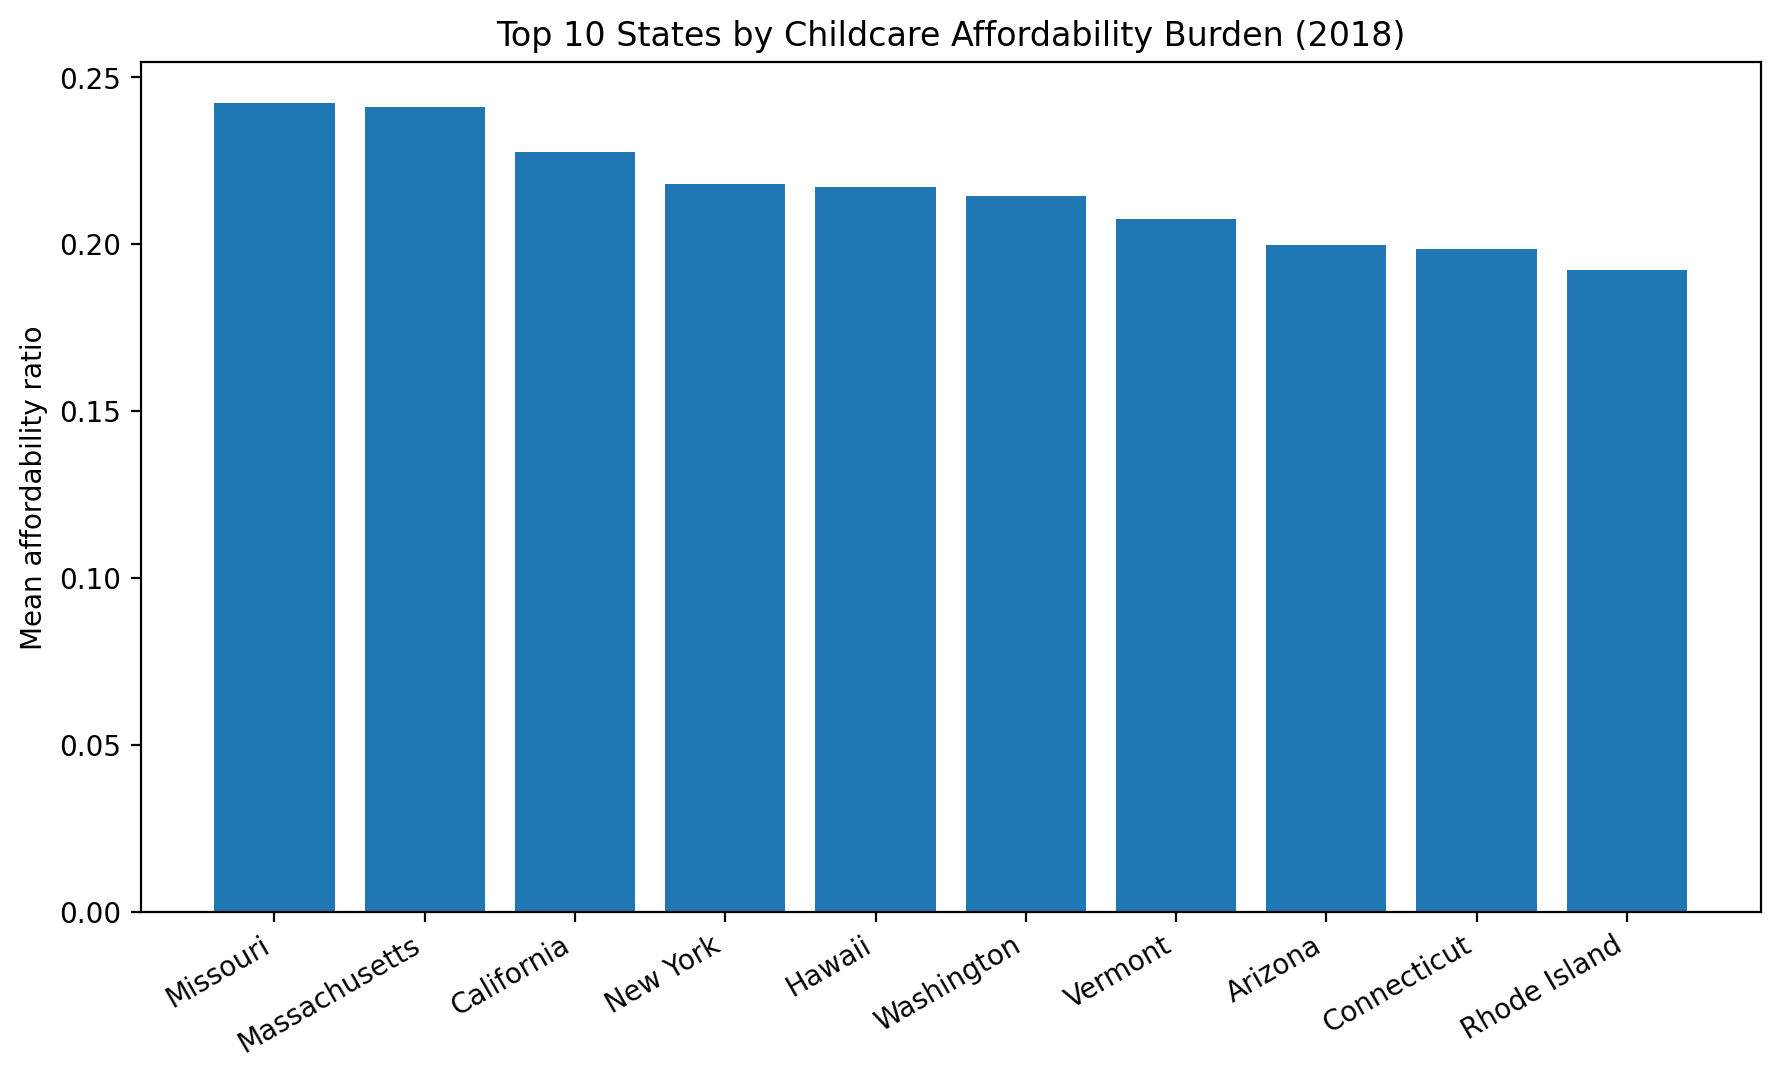 Top 10 States by Childcare Affordability Burden (2018)
Mean affordability ratio
0.25
0.20
0.15
0.10
0.05
0.00
Missouri
Massachusetts
California
New York
Hawaii
Washington
Vermont
Arizona
Connecticut
Rhode Island